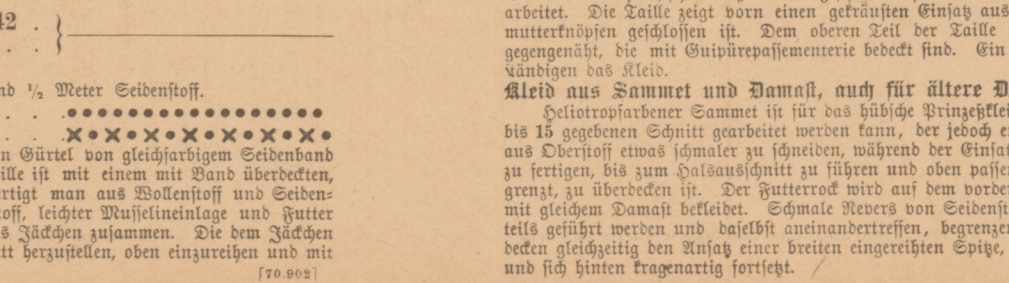 42 .
. .
nd ½ Meter Seidenstoff.
. . .
. . .
n Gürtel von gleichfarbigem Seidenband
ille ist mit einem mit Band überdeckten,
ertigt man aus Wollenstoff und Seiden-
toff, leichter Musselineinlage und Futter
s Jäckchen zusammen. Die dem Jäckchen
tt herzustellen, oben einzureihen und mit
[70.902]
arbeitet. Die Taille zeigt vorn einen gekräusten Einsatz aus
mutterknöpfen geschlossen ist. Dem oberen Teil der Taille
gegengenäht, die mit Guipürepassementerie bedeckt sind. Ein
ständigen das Kleid.
Kleid aus Sammet und Damast, auch für ältere D
Heliotropfarbener Sammet ist für das hübsche Prinzeßklei
bis 15 gegebenen Schnitt gearbeitet werden kann, der jedoch e
aus Oberstoff etwas schmaler zu schneiden, während der Einsa
zu fertigen, bis zum Halsausschnitt zu führen und oben passe
grenzt, zu überdecken ist. Der Futterrock wird auf dem vorde
mit gleichem Damast bekleidet. Schmale Revers von Seidenst
teils geführt werden und daselbst aneinandertreffen, begrenze
decken gleichzeitig den Ansatz einer breiten eingereihten Spitze,
und sich hinten kragenartig fortsetzt.